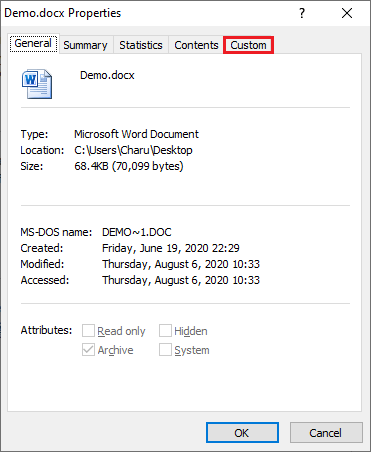 Demo.docx Properties
General Summary Statistics Contents Custom
Demo.docx
Type: Microsoft Word Document
Location: C:\Users\Charu\Desktop
Size: 68.4KB (70,099 bytes)
MS-DOS name: DEMO~1.DOC
Created: Friday, June 19, 2020 22:29
Modified: Thursday, August 6, 2020 10:33
Accessed: Thursday, August 6, 2020 10:33
Attributes: Read only Hidden
Archive System
OK Cancel